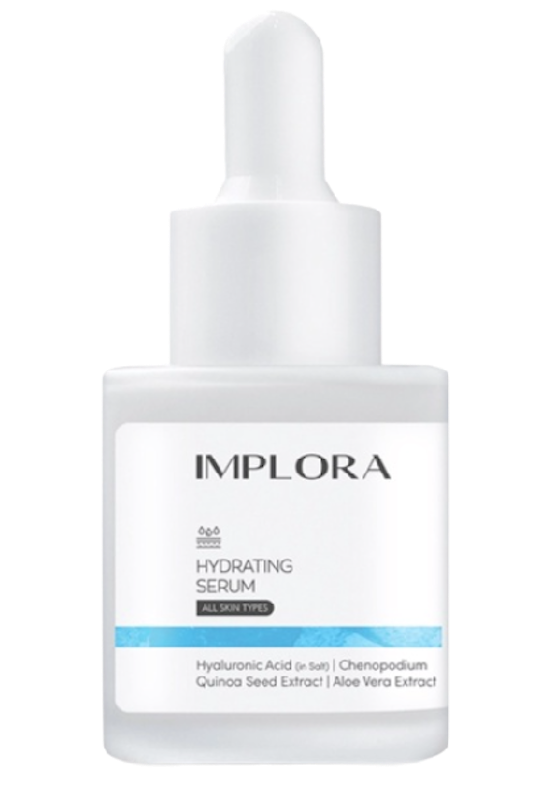 IMPLORA
HYDRATING
SERUM
ALL SKIN TYPES
Hyaluronic Acid (in Salt) | Chenopodium
Quinoa Seed Extract | Aloe Vera Extract